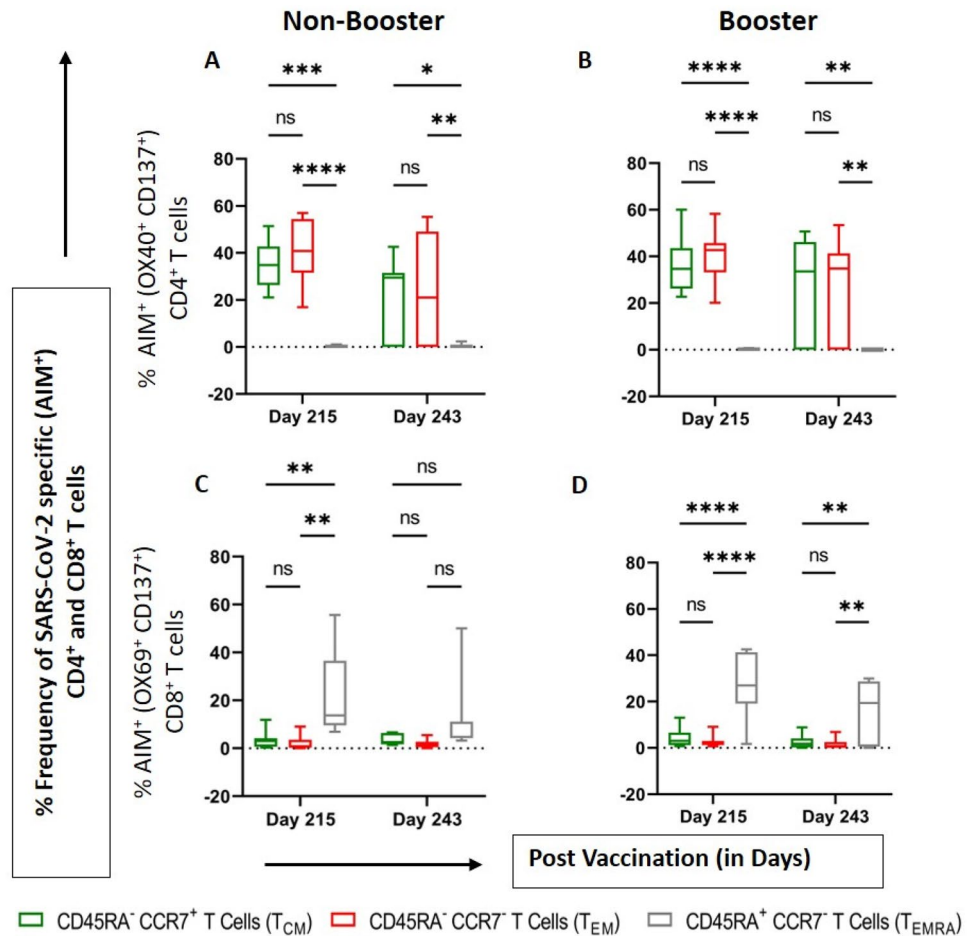 Non-Booster
Booster
A
B
*** *
ns **
**** ns
**** **
**** ns
ns **
% AIM⁺ (OX40⁺ CD137⁺)
CD4⁺ T cells
80
60
40
20
0
-20
Day 215 Day 243
80
60
40
20
0
-20
Day 215 Day 243
% Frequency of SARS-CoV-2 specific (AIM⁺)
CD4⁺ and CD8⁺ T cells
C
D
** ns
** ns
ns ns
**** **
**** ns
ns **
% AIM⁺ (OX69⁺ CD137⁺)
CD8⁺ T cells
80
60
40
20
0
-20
Day 215 Day 243
80
60
40
20
0
-20
Day 215 Day 243
Post Vaccination (in Days)
CD45RA⁻ CCR7⁺ T Cells (TCM) CD45RA⁻ CCR7⁻ T Cells (TEM) CD45RA⁺ CCR7⁻ T Cells (TEMRA)